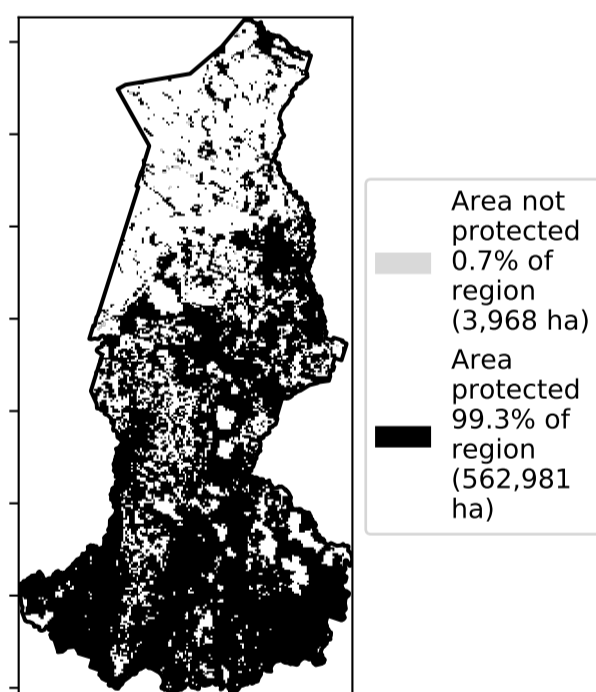 Area not
protected
0.7% of
region
(3,968 ha)
Area
protected
99.3% of
region
(562,981
ha)